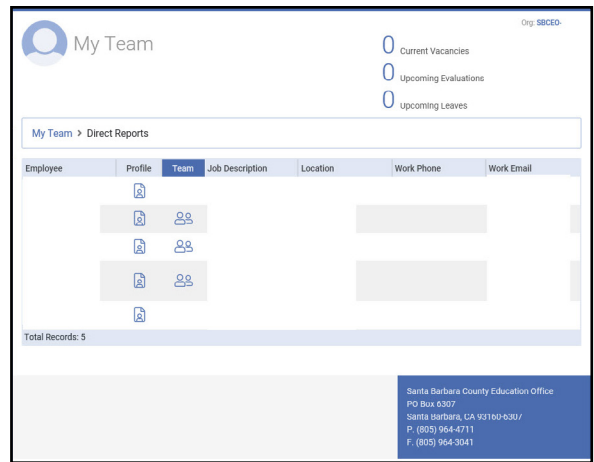 Org: SBCEO-
My Team
0 Current Vacancies
0 Upcoming Evaluations
0 Upcoming Leaves
My Team > Direct Reports
Employee Profile Team Job Description Location Work Phone Work Email
Total Records: 5
Santa Barbara County Education Office
PO Box 6307
Santa Barbara, CA 93160-6307
P. (805) 964-4711
F. (805) 964-3041